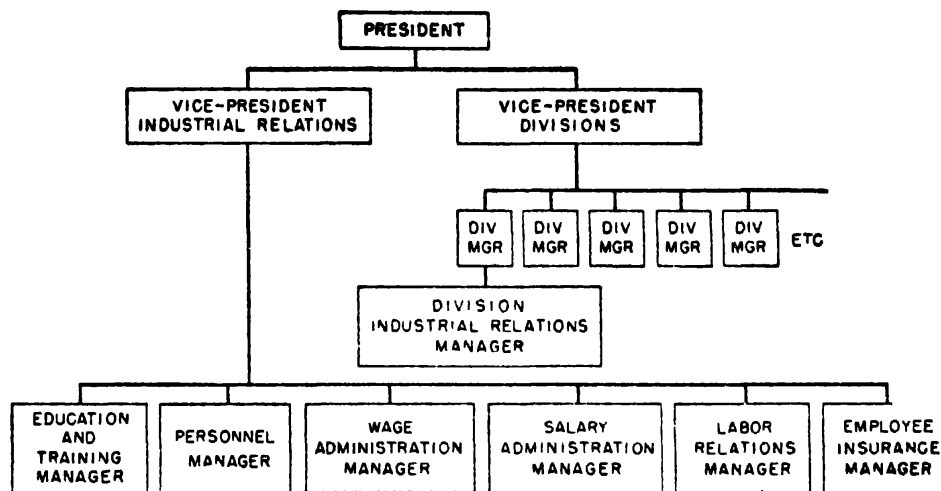 PRESIDENT
VICE-PRESIDENT
INDUSTRIAL RELATIONS
VICE-PRESIDENT
DIVISIONS
DIV
MGR
DIV
MGR
DIV
MGR
DIV
MGR
DIV
MGR
ETC
DIVISION
INDUSTRIAL RELATIONS
MANAGER
EDUCATION
AND
TRAINING
MANAGER
PERSONNEL
MANAGER
WAGE
ADMINISTRATION
MANAGER
SALARY
ADMINISTRATION
MANAGER
LABOR
RELATIONS
MANAGER
EMPLOYEE
INSURANCE
MANAGER